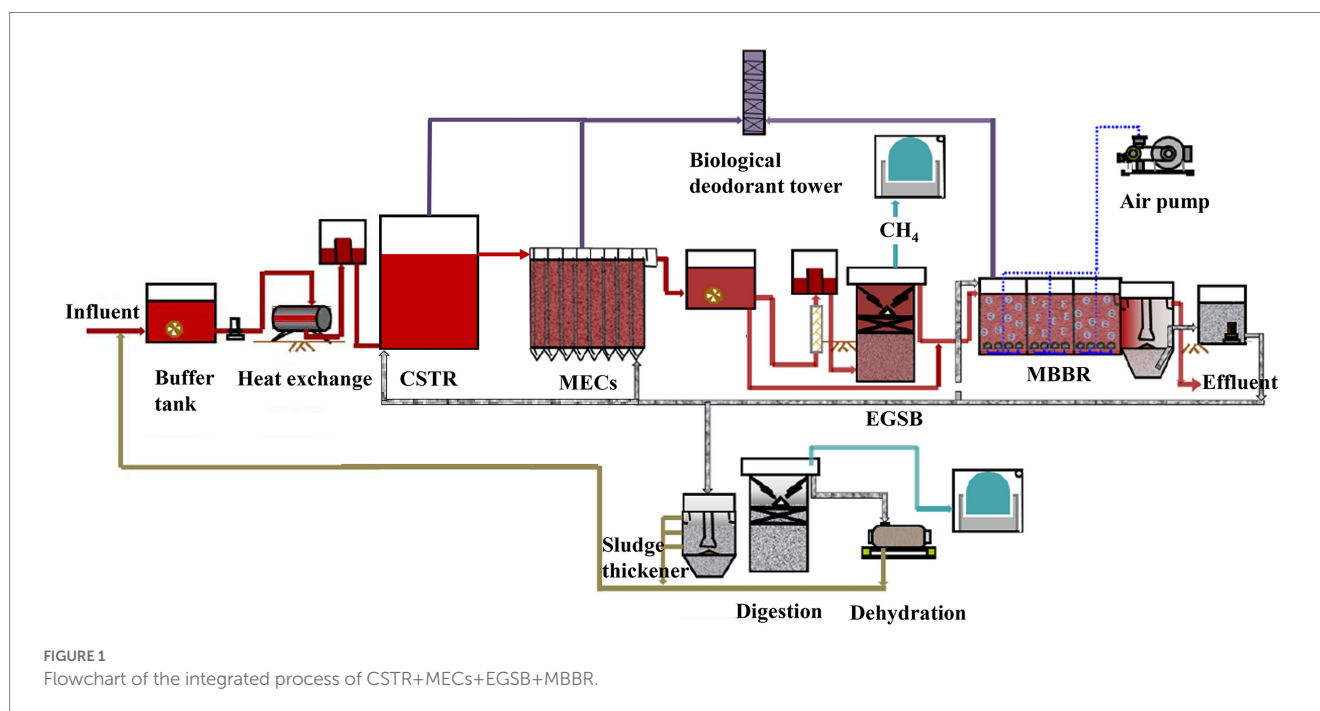 Biological
deodorant tower
CH₄
Air pump
Influent
Buffer
tank
Heat exchange
CSTR
MECs
EGSB
MBBR
Effluent
Sludge
thickener
Digestion
Dehydration
FIGURE 1
Flowchart of the integrated process of CSTR+MECs+EGSB+MBBR.